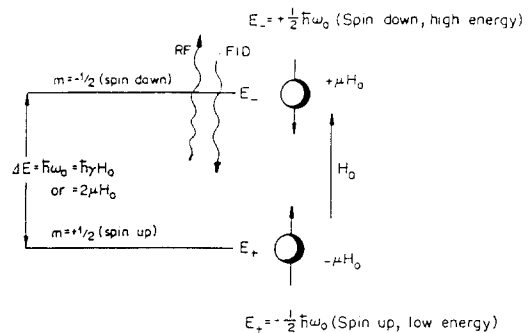 E₋ = +½ ħω₀ (Spin down, high energy)
RF FID
m=-1/2 (spin down) E₋ +μH₀
ΔE = ħω₀ = ħγH₀
or = 2μH₀
H₀
m=+1/2 (spin up) E₊ -μH₀
E₊ = -½ ħω₀ (Spin up, low energy)